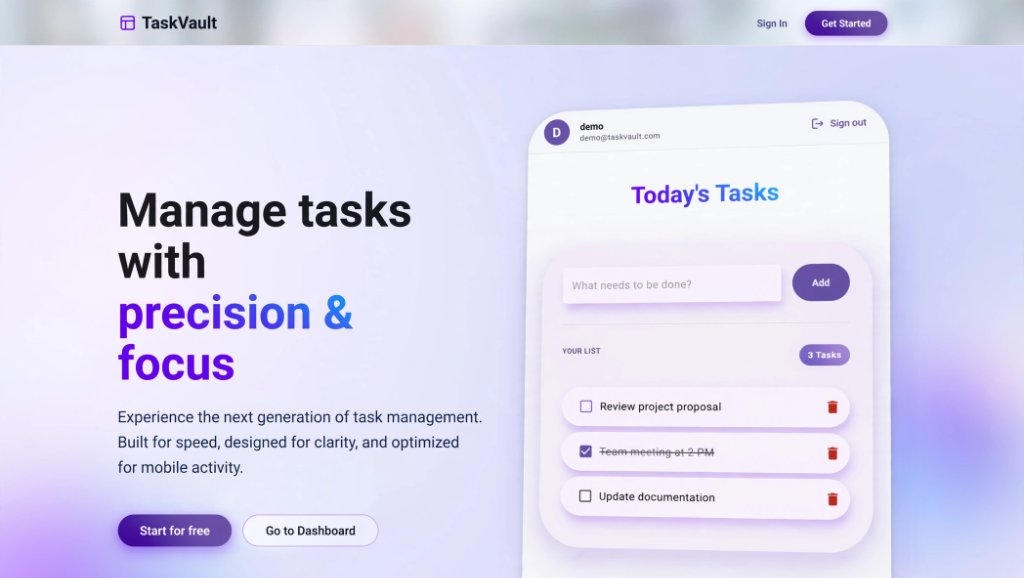 TaskVault
Sign In
Get Started
Manage tasks
with
precision &
focus
Experience the next generation of task management.
Built for speed, designed for clarity, and optimized
for mobile activity.
Start for free
Go to Dashboard
D
demo
demo@taskvault.com
Sign out
Today's Tasks
What needs to be done?
Add
YOUR LIST
3 Tasks
Review project proposal
Team meeting at 2 PM
Update documentation